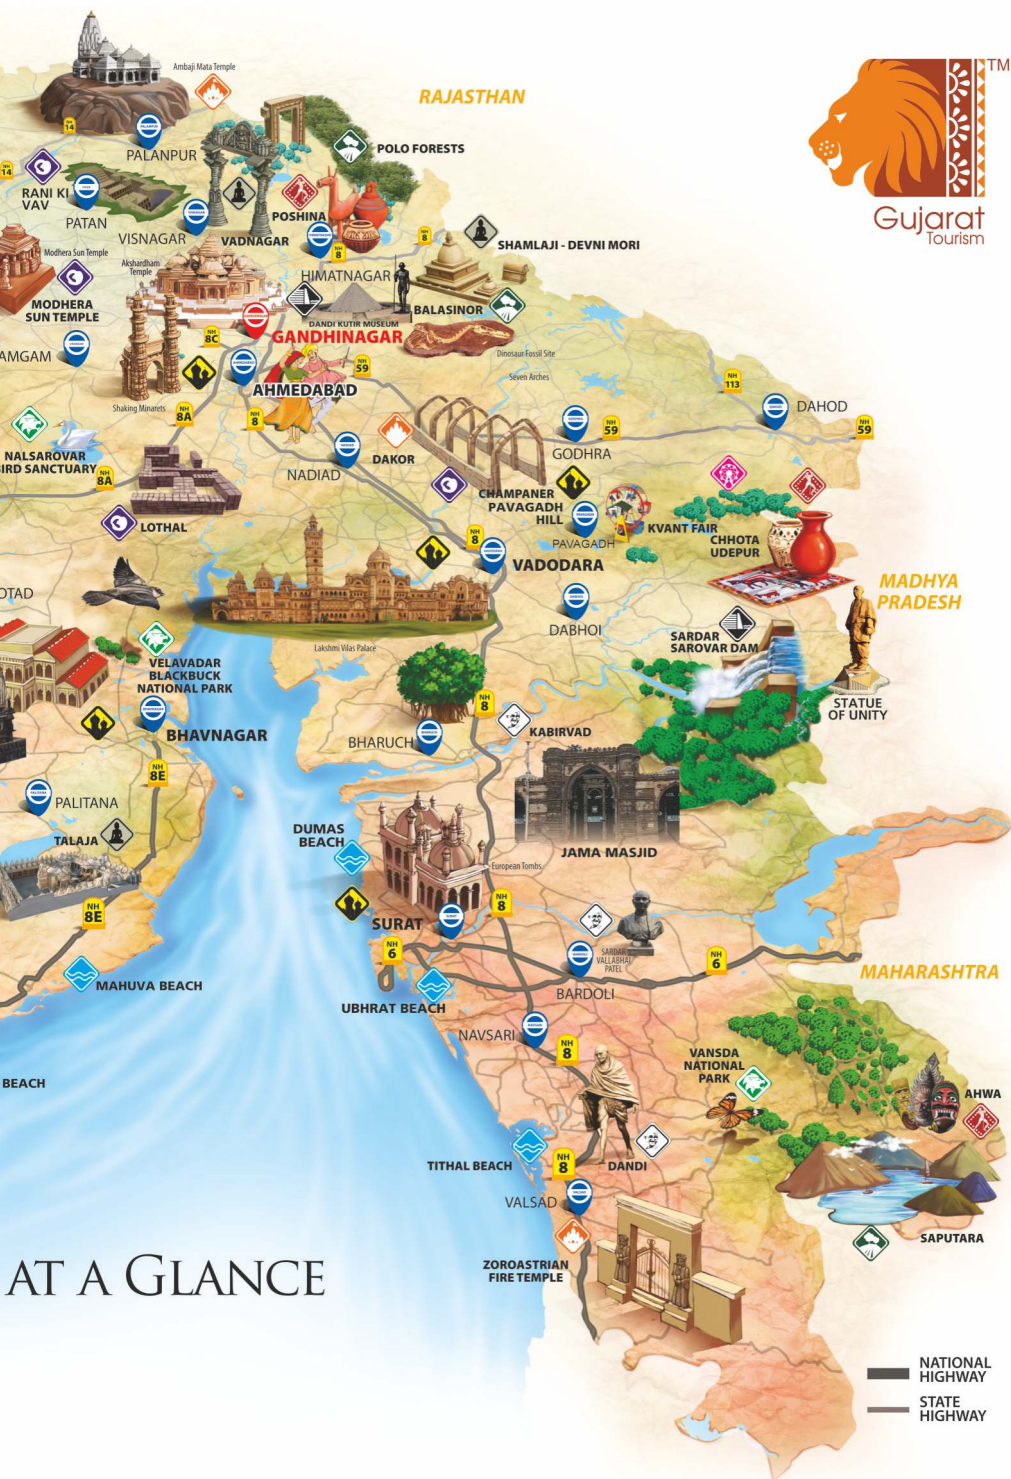 Ambaji Mata Temple
RAJASTHAN
TM
Gujarat
Tourism
NH
14
PALANPUR
POLO FORESTS
NH
14
RANI KI
VAV
PATAN
VISNAGAR
VADNAGAR
POSHINA
NH
8
NH
8
SHAMLAJI - DEVNI MORI
Modhera Sun Temple
Akshardham
Temple
HIMATNAGAR
MODHERA
SUN TEMPLE
BALASINOR
DANDI KUTIR MUSEUM
GANDHINAGAR
NH
8C
AMGAM
Dinosaur Fossil Site
Seven Arches
NH
59
NH
113
AHMEDABAD
Shaking Minarets
NH
8A
NH
8
DAHOD
NH
59
NH
59
GODHRA
NALSAROVAR
BIRD SANCTUARY
NH
8A
NADIAD
DAKOR
CHAMPANER
PAVAGADH
HILL
LOTHAL
PAVAGADH
KVANT FAIR
CHHOTA
UDEPUR
NH
8
VADODARA
MADHYA
PRADESH
OTAD
DABHOI
SARDAR
SAROVAR DAM
Lakshmi Vilas Palace
VELAVADAR
BLACKBUCK
NATIONAL PARK
STATUE
OF UNITY
NH
8
KABIRVAD
BHAVNAGAR
BHARUCH
NH
8E
PALITANA
TALAJA
DUMAS
BEACH
JAMA MASJID
European Tombs
NH
8E
NH
8
SURAT
SURAT
NH
6
SARDAR
VALLABHAI
PATEL
NH
6
MAHARASHTRA
MAHUVA BEACH
UBHRAT BEACH
BARDOLI
NAVSARI
NH
8
VANSDA
NATIONAL
PARK
BEACH
AHWA
TITHAL BEACH
NH
8
DANDI
VALSAD
VALSAD
SAPUTARA
ZOROASTRIAN
FIRE TEMPLE
AT A GLANCE
NATIONAL
HIGHWAY
STATE
HIGHWAY